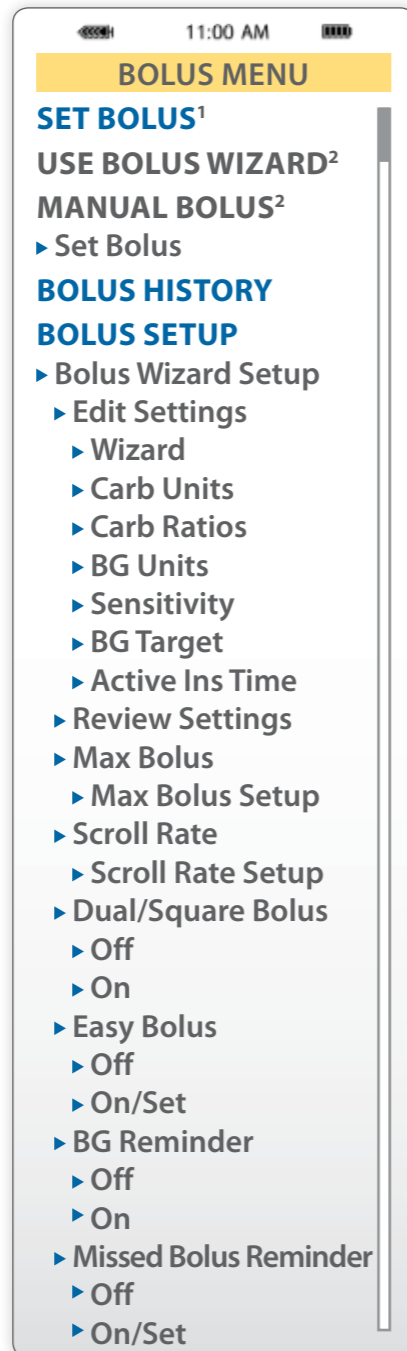 11:00 AM
BOLUS MENU
SET BOLUS¹
USE BOLUS WIZARD²
MANUAL BOLUS²
Set Bolus
BOLUS HISTORY
BOLUS SETUP
Bolus Wizard Setup
Edit Settings
Wizard
Carb Units
Carb Ratios
BG Units
Sensitivity
BG Target
Active Ins Time
Review Settings
Max Bolus
Max Bolus Setup
Scroll Rate
Scroll Rate Setup
Dual/Square Bolus
Off
On
Easy Bolus
Off
On/Set
BG Reminder
Off
On
Missed Bolus Reminder
Off
On/Set